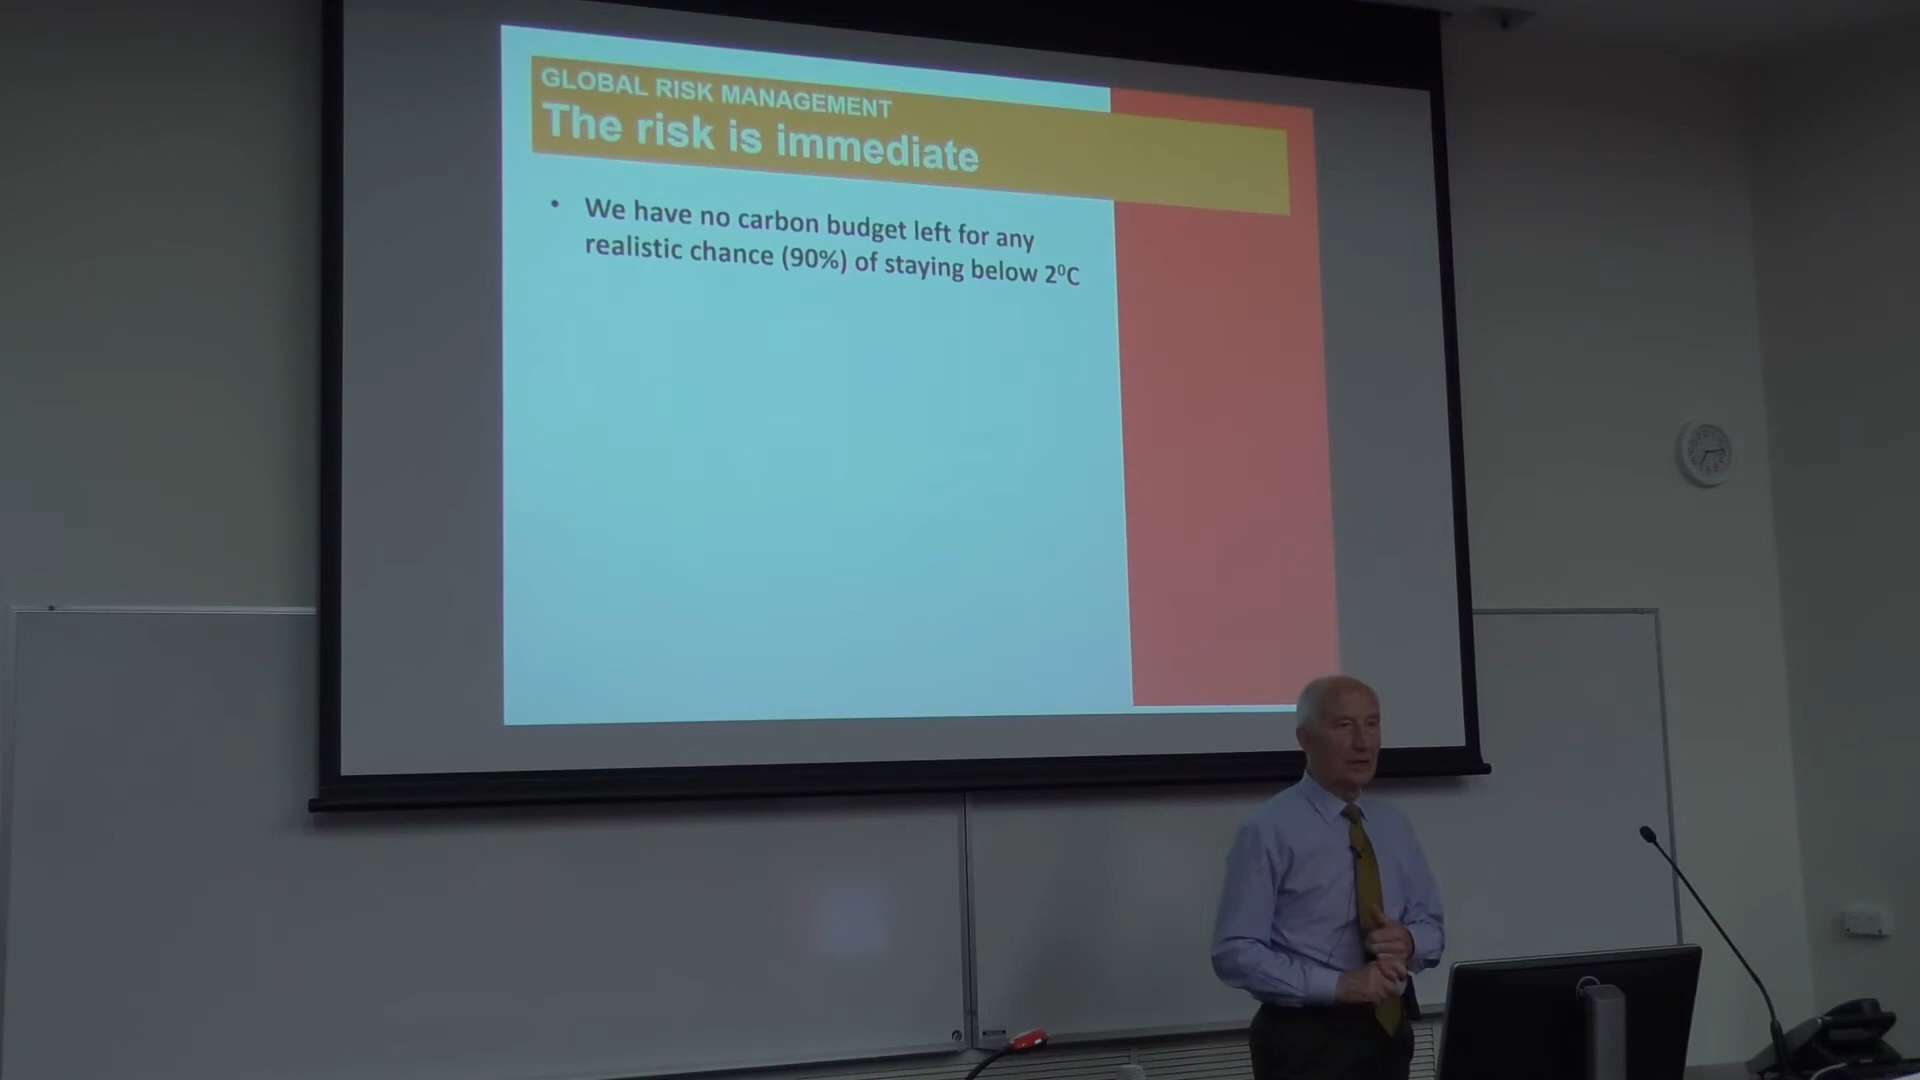 GLOBAL RISK MANAGEMENT
The risk is immediate
• We have no carbon budget left for any
realistic chance (90%) of staying below 2⁰C